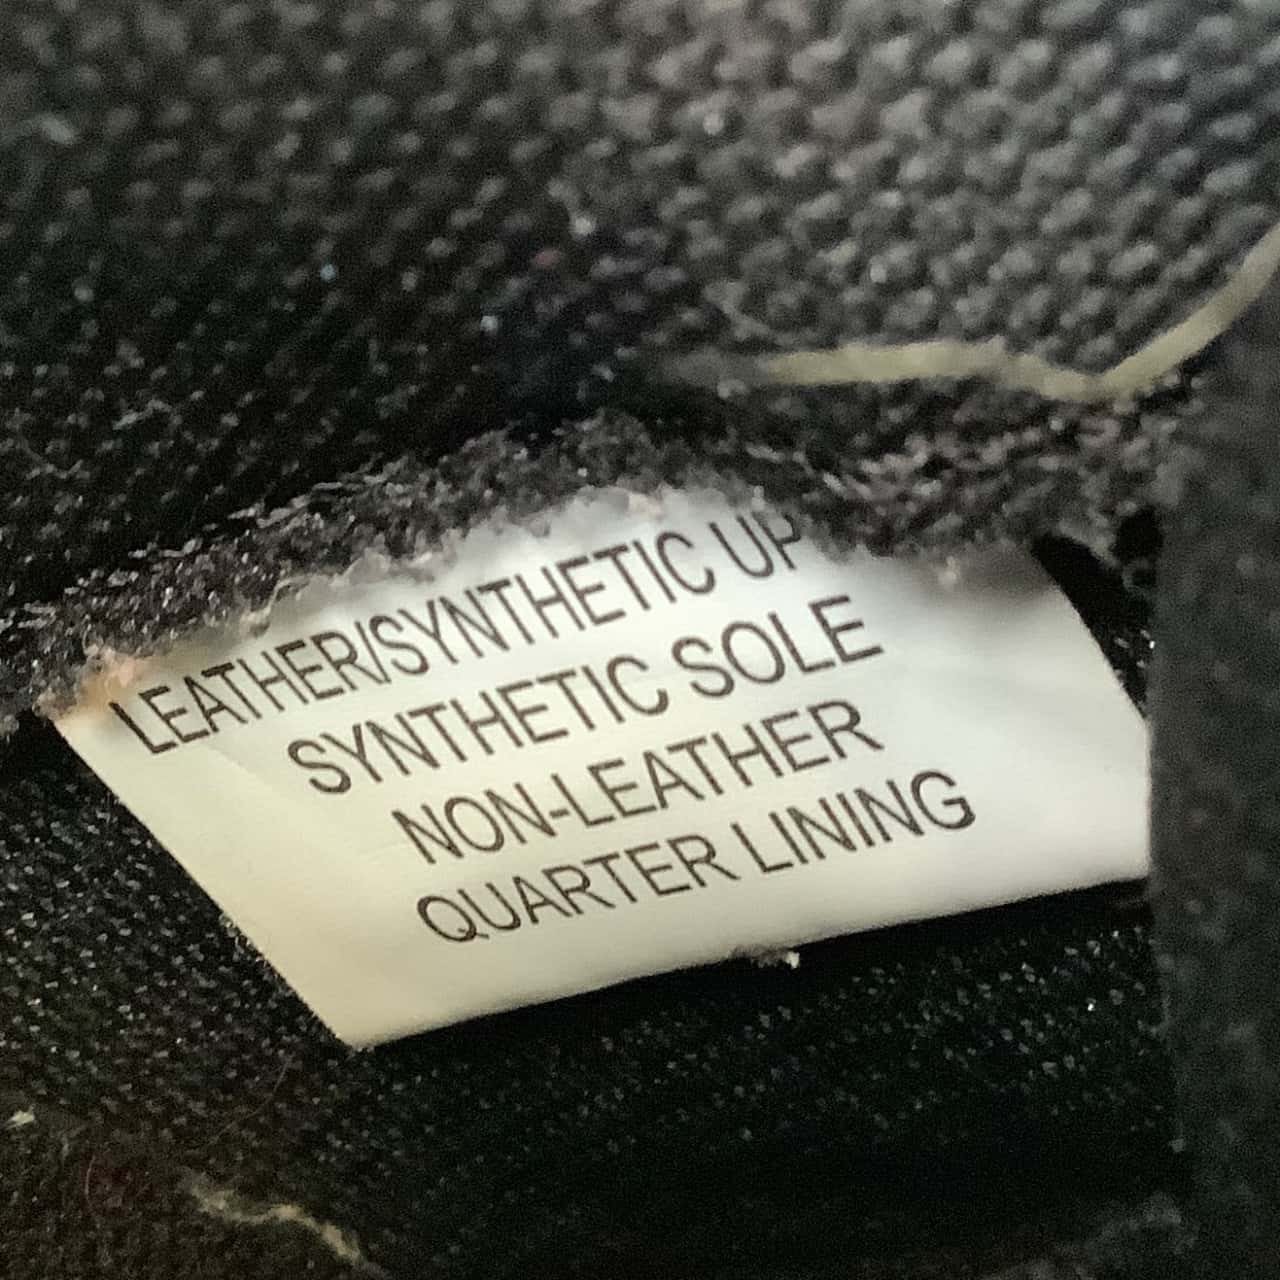 LEATHER/SYNTHETIC UP
SYNTHETIC SOLE
NON-LEATHER
QUARTER LINING